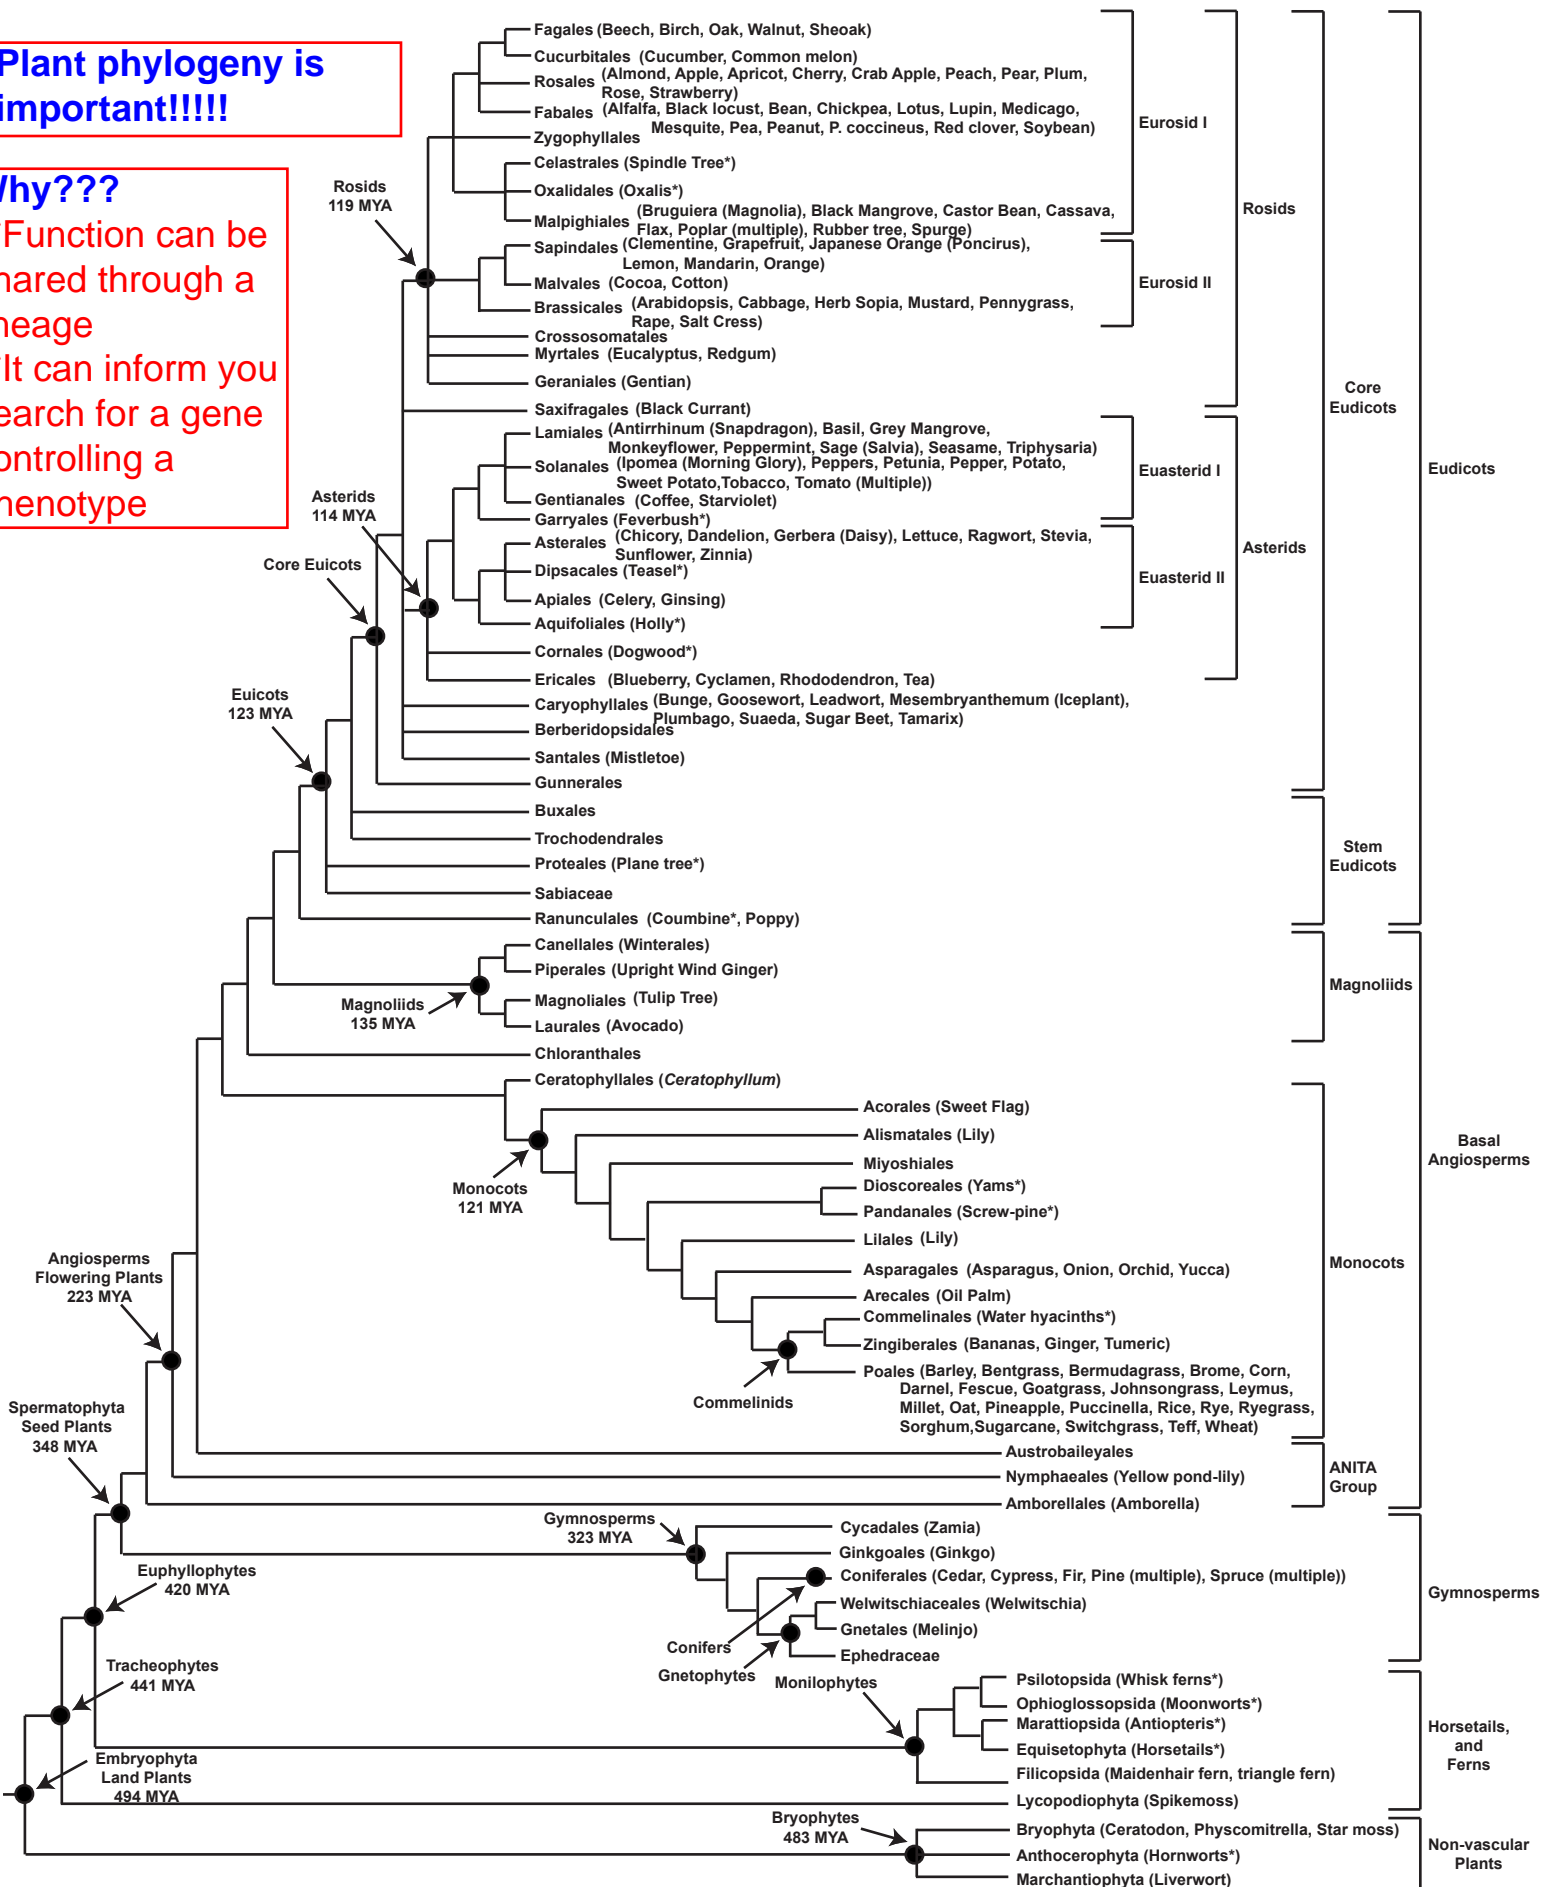 Plant phylogeny is
important!!!!!
Why???
*Function can be
shared through a
lineage
*It can inform you
search for a gene
controlling a
phenotype
Fagales (Beech, Birch, Oak, Walnut, Sheoak)
Cucurbitales (Cucumber, Common melon)
Rosales (Almond, Apple, Apricot, Cherry, Crab Apple, Peach, Pear, Plum,
Rose, Strawberry)
Fabales (Alfalfa, Black locust, Bean, Chickpea, Lotus, Lupin, Medicago,
Mesquite, Pea, Peanut, P. coccineus, Red clover, Soybean)
Zygophyllales
Celastrales (Spindle Tree*)
Oxalidales (Oxalis*)
Malpighiales (Bruguiera (Magnolia), Black Mangrove, Castor Bean, Cassava,
Flax, Poplar (multiple), Rubber tree, Spurge)
Eurosid I
Rosids
119 MYA
Sapindales (Clementine, Grapefruit, Japanese Orange (Poncirus),
Lemon, Mandarin, Orange)
Malvales (Cocoa, Cotton)
Brassicales (Arabidopsis, Cabbage, Herb Sopia, Mustard, Pennygrass,
Rape, Salt Cress)
Eurosid II
Crossosomatales
Myrtales (Eucalyptus, Redgum)
Geraniales (Gentian)
Rosids
Saxifragales (Black Currant)
Lamiales (Antirrhinum (Snapdragon), Basil, Grey Mangrove,
Monkeyflower, Peppermint, Sage (Salvia), Seasame, Triphysaria)
Solanales (Ipomea (Morning Glory), Peppers, Petunia, Pepper, Potato,
Sweet Potato,Tobacco, Tomato (Multiple))
Gentianales (Coffee, Starviolet)
Garryales (Feverbush*)
Euasterid I
Asterids
114 MYA
Asterales (Chicory, Dandelion, Gerbera (Daisy), Lettuce, Ragwort, Stevia,
Sunflower, Zinnia)
Dipsacales (Teasel*)
Apiales (Celery, Ginsing)
Aquifoliales (Holly*)
Euasterid II
Cornales (Dogwood*)
Ericales (Blueberry, Cyclamen, Rhododendron, Tea)
Asterids
Core Euicots
Caryophyllales (Bunge, Goosewort, Leadwort, Mesembryanthemum (Iceplant),
Plumbago, Suaeda, Sugar Beet, Tamarix)
Berberidopsidales
Santales (Mistletoe)
Gunnerales
Core
Eudicots
Euicots
123 MYA
Buxales
Trochodendrales
Proteales (Plane tree*)
Sabiaceae
Ranunculales (Coumbine*, Poppy)
Stem
Eudicots
Eudicots
Canellales (Winterales)
Piperales (Upright Wind Ginger)
Magnoliales (Tulip Tree)
Laurales (Avocado)
Magnoliids
135 MYA
Magnoliids
Chloranthales
Ceratophyllales (Ceratophyllum)
Acorales (Sweet Flag)
Alismatales (Lily)
Miyoshiales
Dioscoreales (Yams*)
Pandanales (Screw-pine*)
Lilales (Lily)
Asparagales (Asparagus, Onion, Orchid, Yucca)
Arecales (Oil Palm)
Commelinales (Water hyacinths*)
Zingiberales (Bananas, Ginger, Tumeric)
Poales (Barley, Bentgrass, Bermudagrass, Brome, Corn,
Darnel, Fescue, Goatgrass, Johnsongrass, Leymus,
Millet, Oat, Pineapple, Puccinella, Rice, Rye, Ryegrass,
Sorghum,Sugarcane, Switchgrass, Teff, Wheat)
Monocots
121 MYA
Commelinids
Monocots
Basal
Angiosperms
Angiosperms
Flowering Plants
223 MYA
Austrobaileyales
Nymphaeales (Yellow pond-lily)
Amborellales (Amborella)
ANITA
Group
Spermatophyta
Seed Plants
348 MYA
Gymnosperms
323 MYA
Cycadales (Zamia)
Ginkgoales (Ginkgo)
Coniferales (Cedar, Cypress, Fir, Pine (multiple), Spruce (multiple))
Welwitschiaceales (Welwitschia)
Gnetales (Melinjo)
Ephedraceae
Conifers
Gnetophytes
Gymnosperms
Euphyllophytes
420 MYA
Tracheophytes
441 MYA
Monilophytes
Psilotopsida (Whisk ferns*)
Ophioglossopsida (Moonworts*)
Marattiopsida (Antiopteris*)
Equisetophyta (Horsetails*)
Filicopsida (Maidenhair fern, triangle fern)
Lycopodiophyta (Spikemoss)
Horsetails,
and
Ferns
Embryophyta
Land Plants
494 MYA
Bryophytes
483 MYA
Bryophyta (Ceratodon, Physcomitrella, Star moss)
Anthocerophyta (Hornworts*)
Marchantiophyta (Liverwort)
Non-vascular
Plants